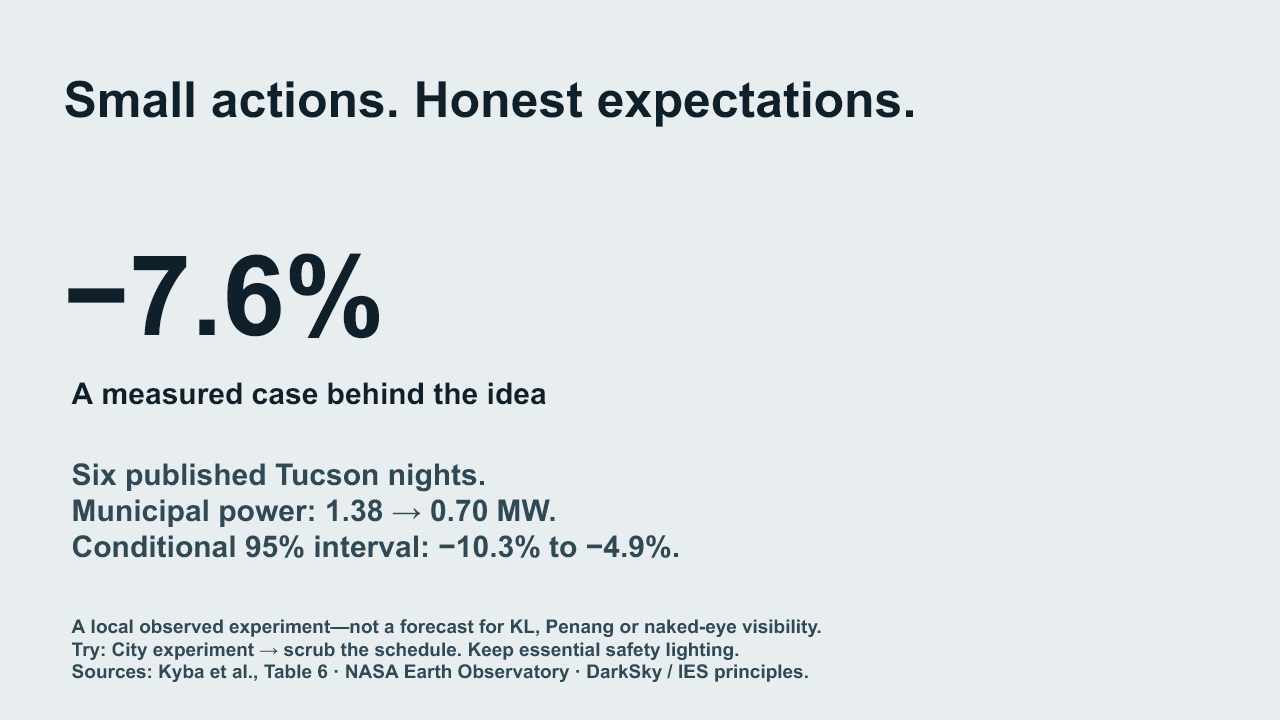 Small actions. Honest expectations.
−7.6%
A measured case behind the idea
Six published Tucson nights.
Municipal power: 1.38 → 0.70 MW.
Conditional 95% interval: −10.3% to −4.9%.
A local observed experiment—not a forecast for KL, Penang or naked-eye visibility.
Try: City experiment → scrub the schedule. Keep essential safety lighting.
Sources: Kyba et al., Table 6 · NASA Earth Observatory · DarkSky / IES principles.